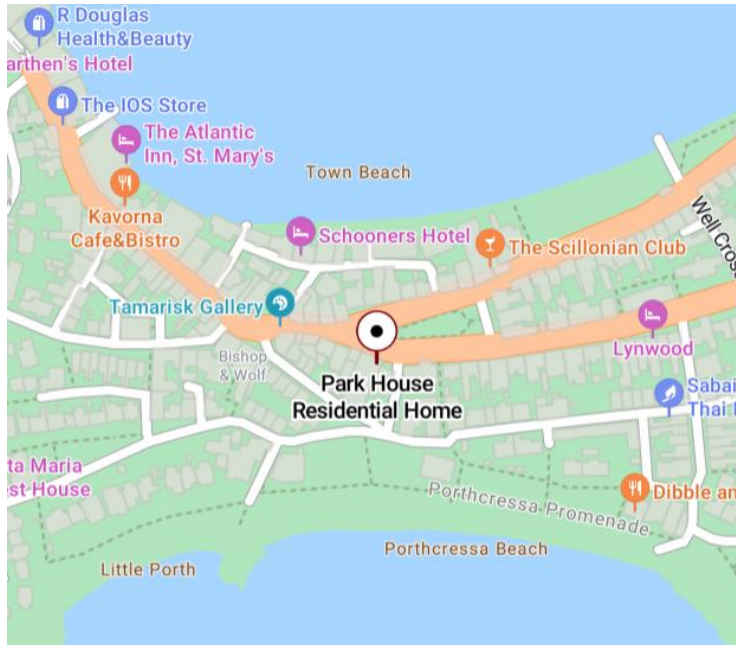 R Douglas
Health&Beauty
arthen's Hotel
The IOS Store
The Atlantic
Inn, St. Mary's
Town Beach
Kavorna
Cafe&Bistro
Schooners Hotel
The Scillonian Club
Well Cross
Tamarisk Gallery
Bishop
& Wolf
Lynwood
Park House
Residential Home
Sabai
Thai
ta Maria
est House
Porthcressa Promenade
Dibble an
Porthcressa Beach
Little Porth